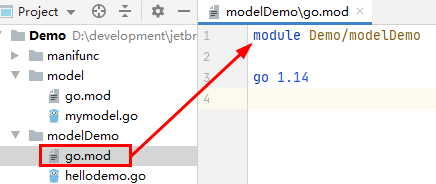 Project
Demo D:\development\jetbr
manifunc
model
go.mod
mymodel.go
modelDemo
go.mod
hellodemo.go
modelDemo\go.mod
1 module Demo/modelDemo
2
3 go 1.14
4